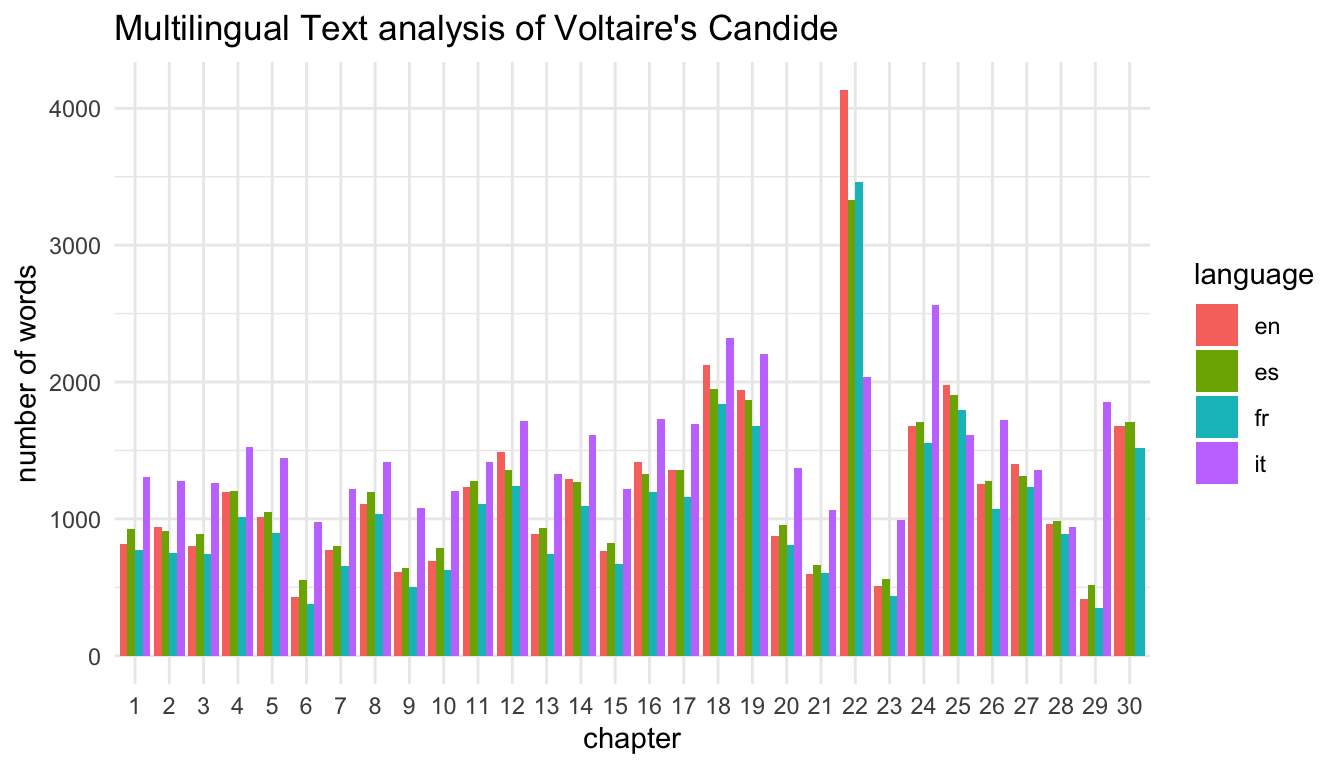 Multilingual Text analysis of Voltaire's Candide
number of words
4000
3000
2000
1000
0
1 2 3 4 5 6 7 8 9 10 11 12 13 14 15 16 17 18 19 20 21 22 23 24 25 26 27 28 29 30
chapter
language
en
es
fr
it